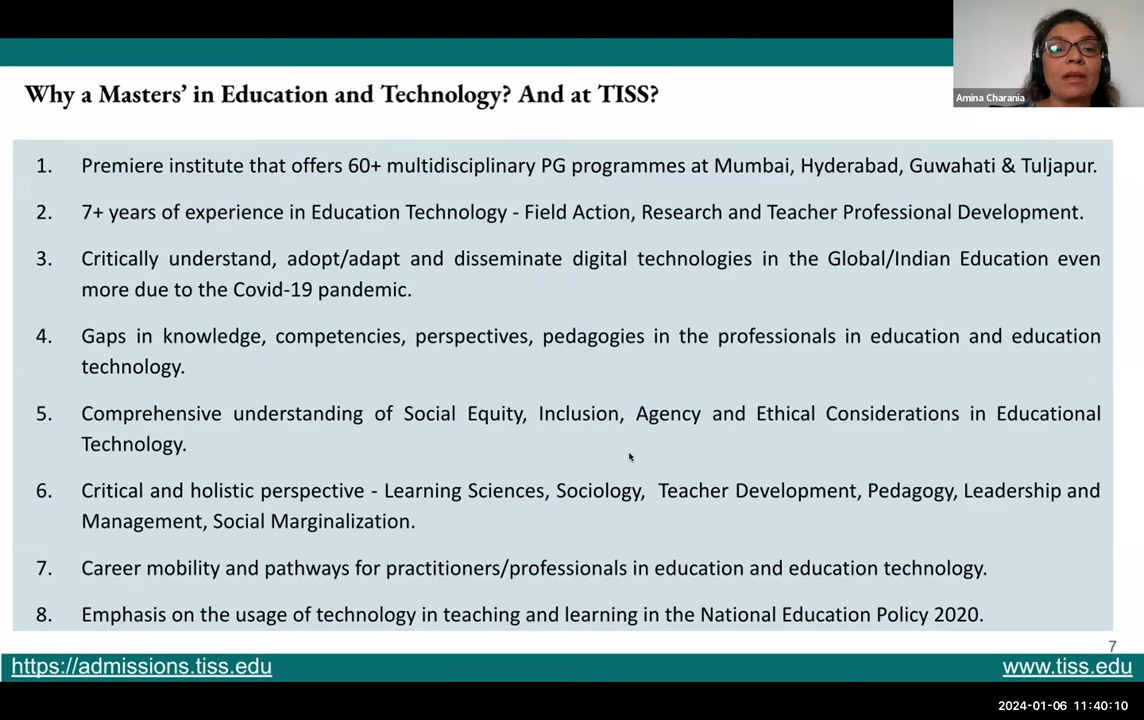 Amina Charania
Why a Masters' in Education and Technology? And at TISS?
1. Premiere institute that offers 60+ multidisciplinary PG programmes at Mumbai, Hyderabad, Guwahati & Tuljapur.
2. 7+ years of experience in Education Technology - Field Action, Research and Teacher Professional Development.
3. Critically understand, adopt/adapt and disseminate digital technologies in the Global/Indian Education even
more due to the Covid-19 pandemic.
4. Gaps in knowledge, competencies, perspectives, pedagogies in the professionals in education and education
technology.
5. Comprehensive understanding of Social Equity, Inclusion, Agency and Ethical Considerations in Educational
Technology.
6. Critical and holistic perspective - Learning Sciences, Sociology, Teacher Development, Pedagogy, Leadership and
Management, Social Marginalization.
7. Career mobility and pathways for practitioners/professionals in education and education technology.
8. Emphasis on the usage of technology in teaching and learning in the National Education Policy 2020.
7
https://admissions.tiss.edu
www.tiss.edu
2024-01-06 11:40:10